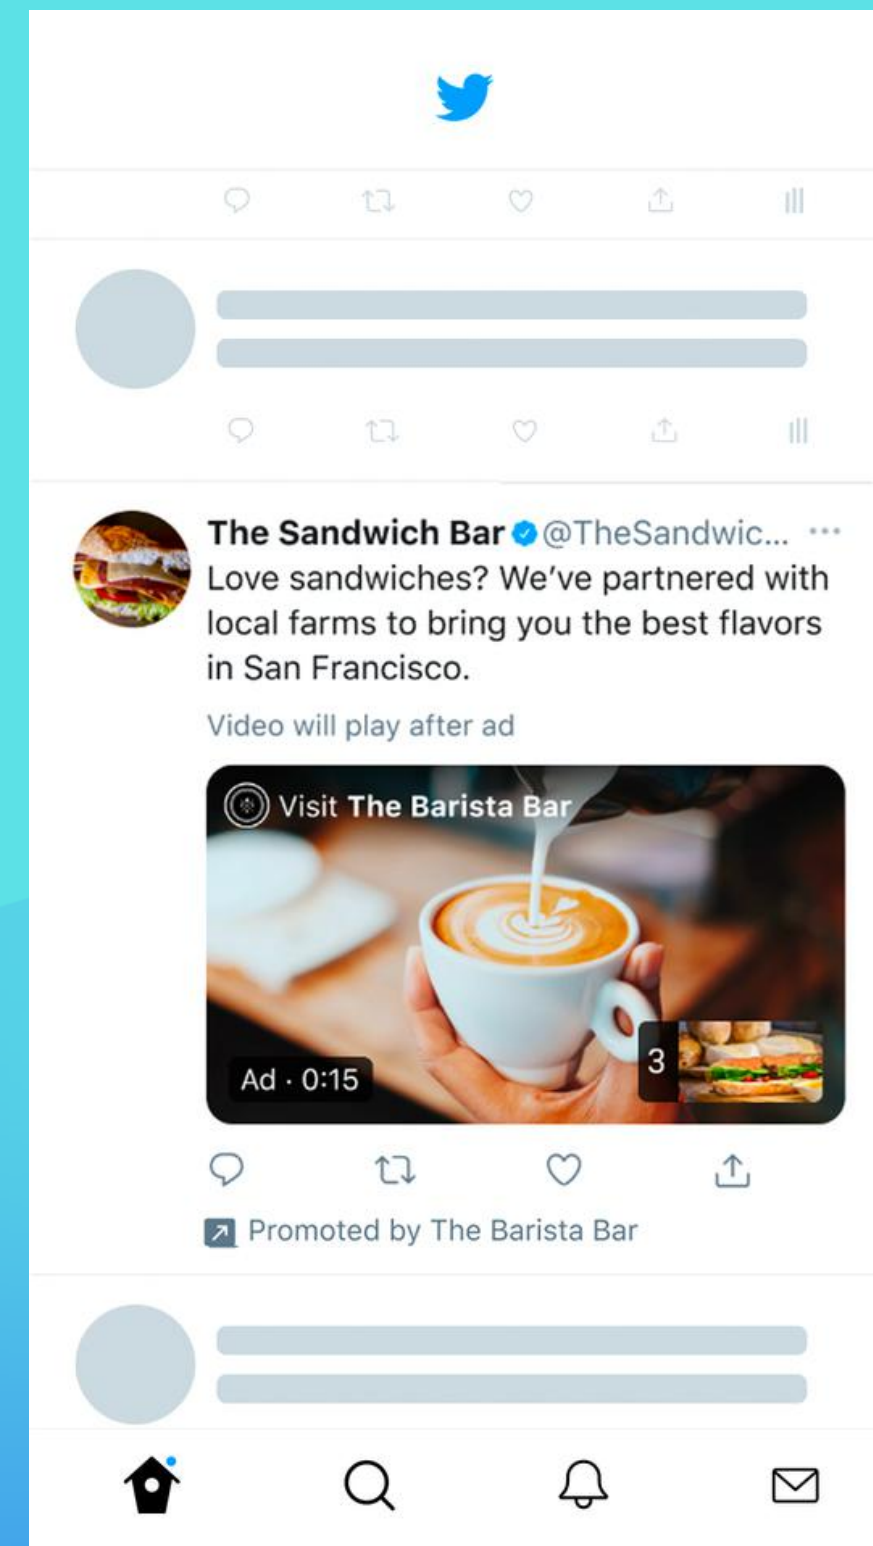 The Sandwich Bar @TheSandwic... ...
Love sandwiches? We've partnered with
local farms to bring you the best flavors
in San Francisco.
Video will play after ad
Visit The Barista Bar
Ad · 0:15
3
Promoted by The Barista Bar